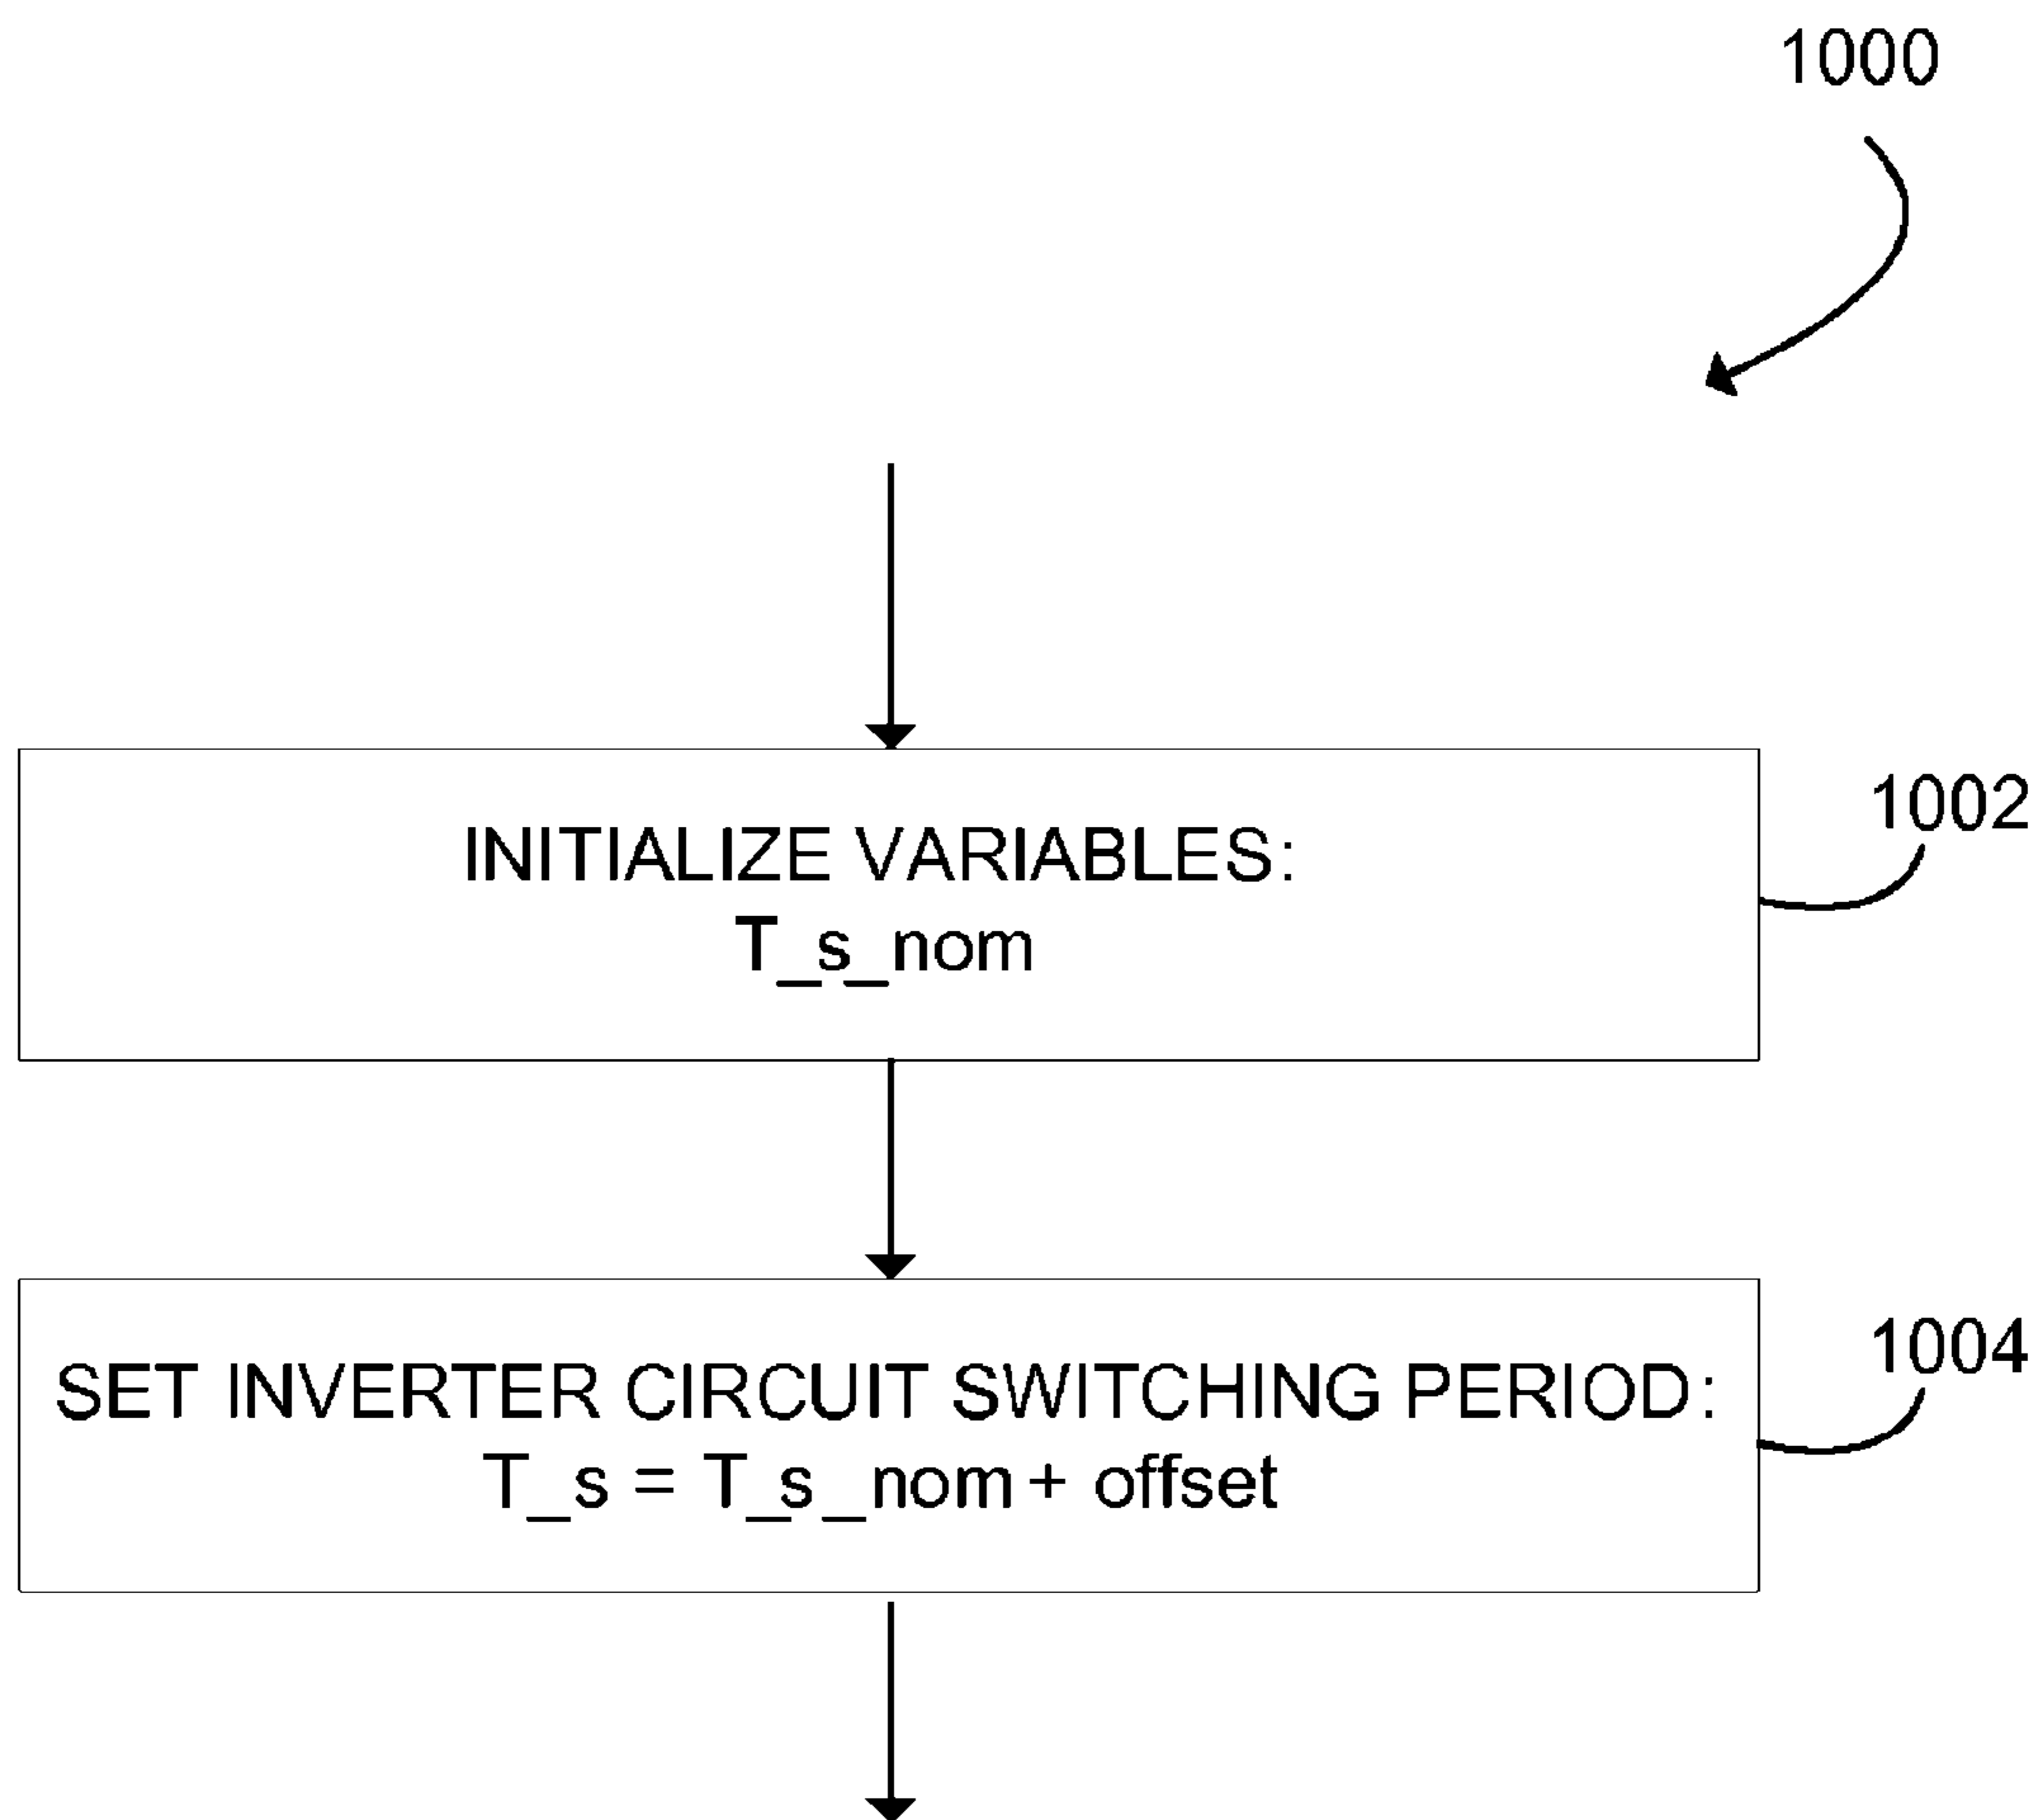 1000
INITIALIZE VARIABLES:
T_s_nom
1002
SET INVERTER CIRCUIT SWITCHING PERIOD:
T_s = T_s_nom + offset
1004